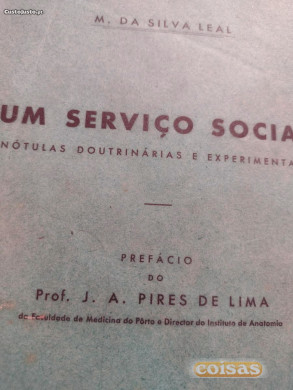 CustoJusto.pt
M. DA SILVA LEAL
UM SERVIÇO SOCIA
NÓTULAS DOUTRINÁRIAS E EXPERIMENTA
PREFÁCIO
DO
Prof. J. A. PIRES DE LIMA
da Faculdade de Medicina do Pôrto e Director do Instituto de Anatomia
coisas